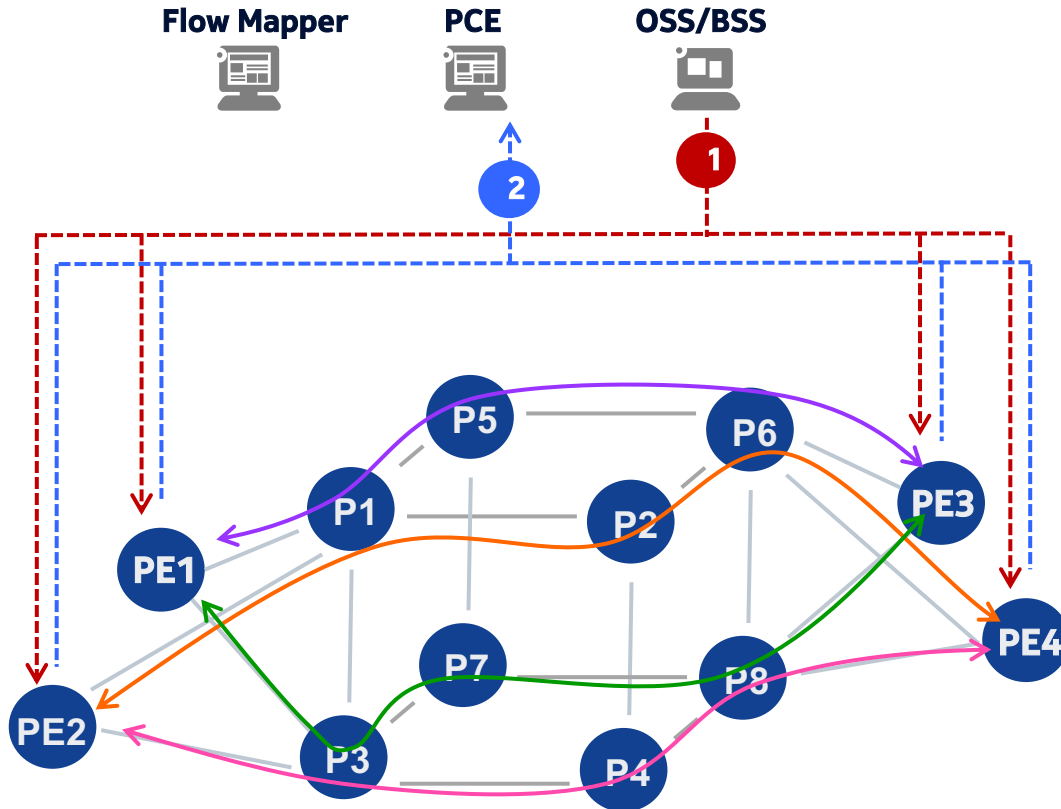 Flow Mapper
PCE
OSS/BSS
1
2
P5
P6
P1
P2
PE3
PE1
PE4
P7
P8
PE2
P3
P4